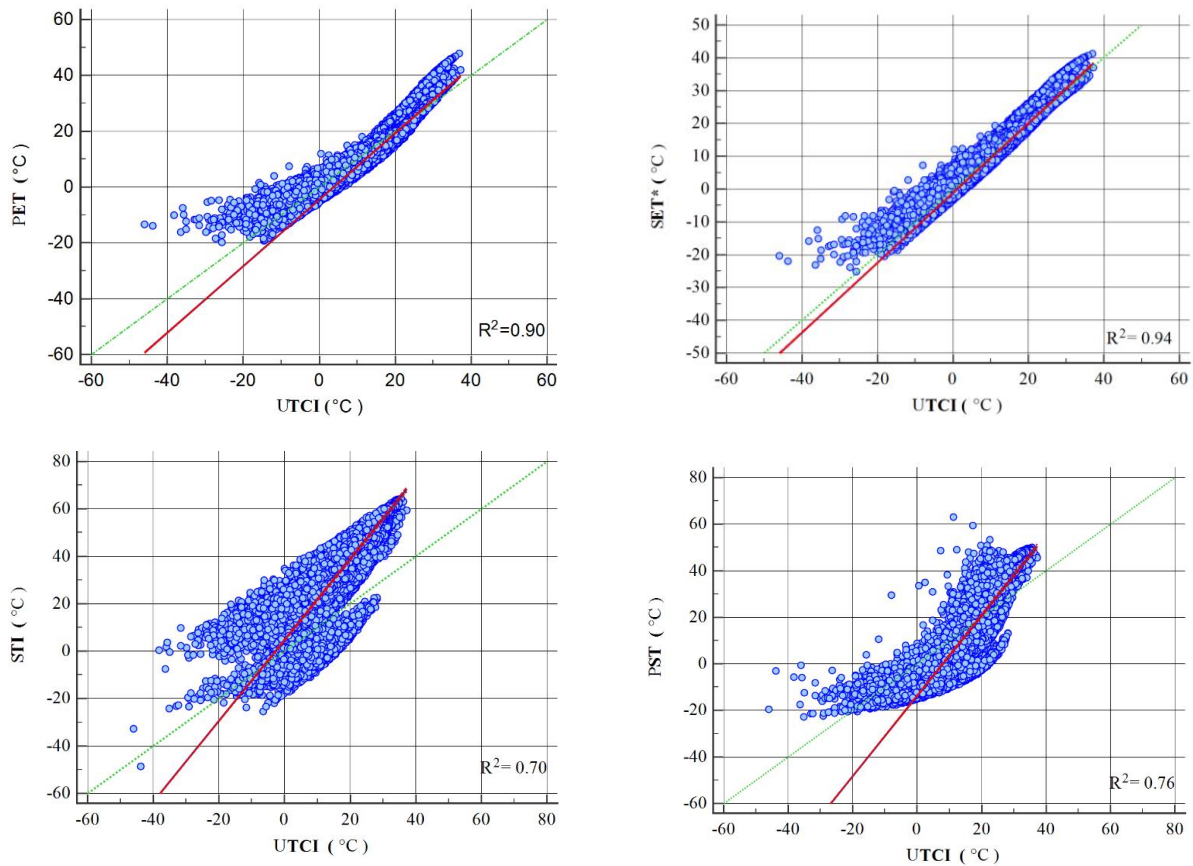 60
40
20
0
-20
-40
-60
PET (°C)
R²=0.90
-60 -40 -20 0 20 40 60
UTCI (°C)
50
40
30
20
10
0
-10
-20
-30
-40
-50
SET* (°C)
R²= 0.94
-60 -40 -20 0 20 40 60
UTCI ( °C)
80
60
40
20
0
-20
-40
-60
STI ( °C)
R²= 0.70
-60 -40 -20 0 20 40 60 80
UTCI ( °C)
80
60
40
20
0
-20
-40
-60
PST ( °C)
R²= 0.76
-60 -40 -20 0 20 40 60 80
UTCI ( °C)